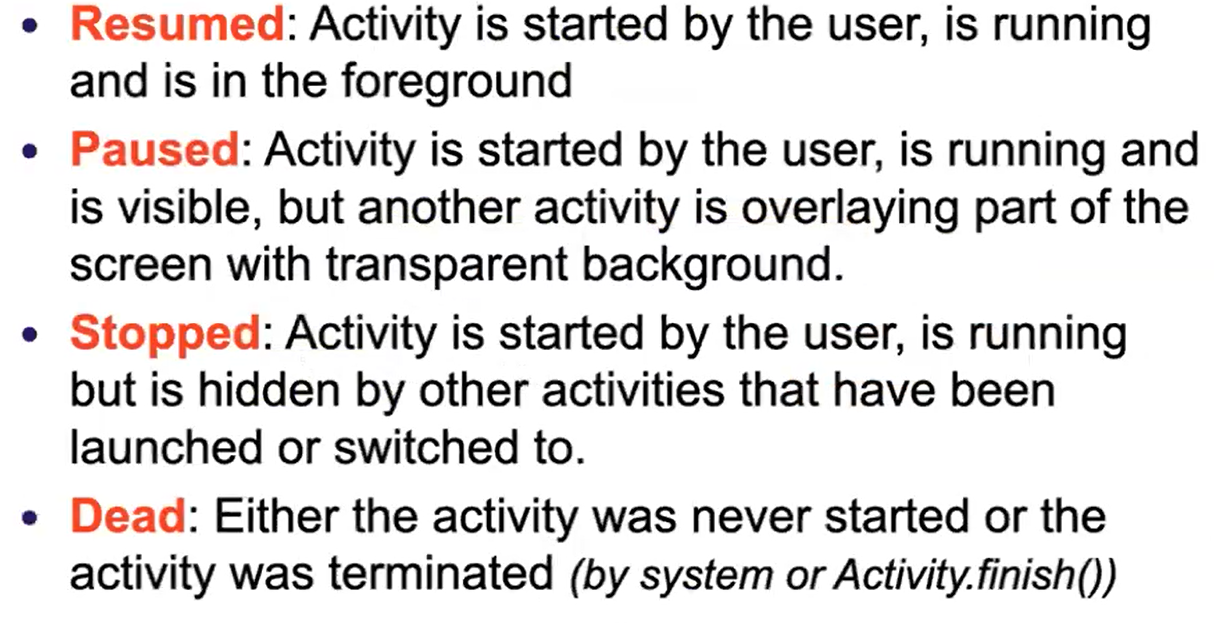 • Resumed: Activity is started by the user, is running
and is in the foreground
• Paused: Activity is started by the user, is running and
is visible, but another activity is overlaying part of the
screen with transparent background.
• Stopped: Activity is started by the user, is running
but is hidden by other activities that have been
launched or switched to.
• Dead: Either the activity was never started or the
activity was terminated (by system or Activity.finish())